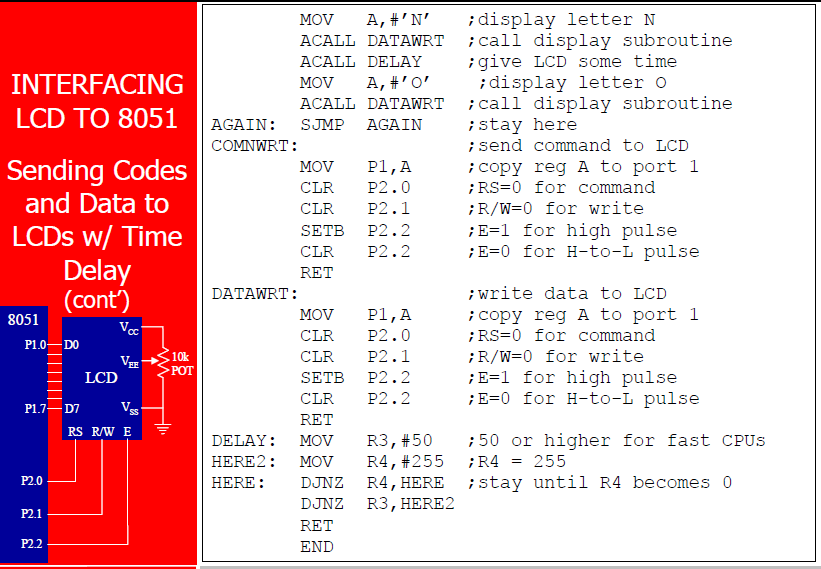 INTERFACING
LCD TO 8051
Sending Codes
and Data to
LCDs w/ Time
Delay
(cont’)
8051
P1.0
P1.7
P2.0
P2.1
P2.2
D0
LCD
D7
VCC
VEE
VSS
RS R/W E
10k
POT
MOV A,#’N’ ;display letter N
ACALL DATAWRT ;call display subroutine
ACALL DELAY ;give LCD some time
MOV A,#’O’ ;display letter O
ACALL DATAWRT ;call display subroutine
AGAIN: SJMP AGAIN ;stay here
COMNWRT: ;send command to LCD
MOV P1,A ;copy reg A to port 1
CLR P2.0 ;RS=0 for command
CLR P2.1 ;R/W=0 for write
SETB P2.2 ;E=1 for high pulse
CLR P2.2 ;E=0 for H-to-L pulse
RET
DATAWRT: ;write data to LCD
MOV P1,A ;copy reg A to port 1
CLR P2.0 ;RS=0 for command
CLR P2.1 ;R/W=0 for write
SETB P2.2 ;E=1 for high pulse
CLR P2.2 ;E=0 for H-to-L pulse
RET
DELAY: MOV R3,#50 ;50 or higher for fast CPUs
HERE2: MOV R4,#255 ;R4 = 255
HERE: DJNZ R4,HERE ;stay until R4 becomes 0
DJNZ R3,HERE2
RET
END